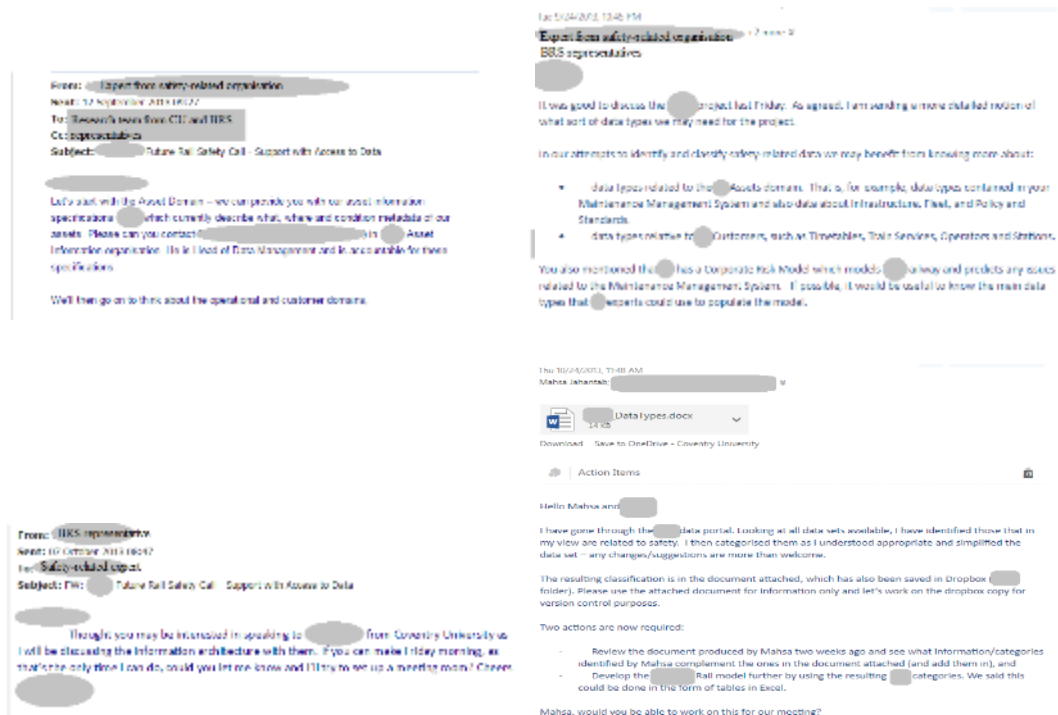 From: Expert from safety-related organisation
Sent: 12 September 2013 09:27
To: Research team from CU and BRS
Cc: representatives
Subject: Future Rail Safety Call - Support with Access to Data
Let's start with the Asset Domain – we can provide you with our asset information
specifications which currently describe what, where and condition metadata of our
assets. Please can you contact in Asset
Information organisation. He is Head of Data Management and is accountable for these
specifications
We'll then go on to think about the operational and customer domains.
Tue 9/24/2013, 12:45 PM
Expert from safety-related organisation + 2 more
BRS representatives
It was good to discuss the project last Friday. As agreed, I am sending a more detailed notion of
what sort of data types we may need for the project.
In our attempts to identify and classify safety-related data we may benefit from knowing more about:
• data types related to the Assets domain. That is, for example, data types contained in your
Maintenance Management System and also data about Infrastructure, Fleet, and Policy and
Standards.
• data types relative to Customers, such as Timetables, Train Services, Operators and Stations.
You also mentioned that has a Corporate Risk Model which models railway and predicts any issues
related to the Maintenance Management System. If possible, it would be useful to know the main data
types that experts could use to populate the model.
From: BRS representative
Sent: 07 October 2013 08:47
To: Safety-related expert
Subject: FW: Future Rail Safety Call - Support with Access to Data
Thought you may be interested in speaking to from Coventry University as
I will be discussing the information architecture with them. If you can make Friday morning, as
that's the only time I can do, could you let me know and I'll try to set up a meeting room? Cheers
Thu 10/24/2013, 11:48 AM
Mahsa Jahantab;
_DataTypes.docx
14 KB
Download Save to OneDrive - Coventry University
Action Items
Hello Mahsa and
I have gone through the data portal. Looking at all data sets available, I have identified those that in
my view are related to safety. I then categorised them as I understood appropriate and simplified the
data set – any changes/suggestions are more than welcome.
The resulting classification is in the document attached, which has also been saved in Dropbox (
folder). Please use the attached document for information only and let's work on the dropbox copy for
version control purposes.
Two actions are now required:
- Review the document produced by Mahsa two weeks ago and see what information/categories
identified by Mahsa complement the ones in the document attached (and add them in), and
- Develop the Rail model further by using the resulting categories. We said this
could be done in the form of tables in Excel.
Mahsa, would you be able to work on this for our meeting?